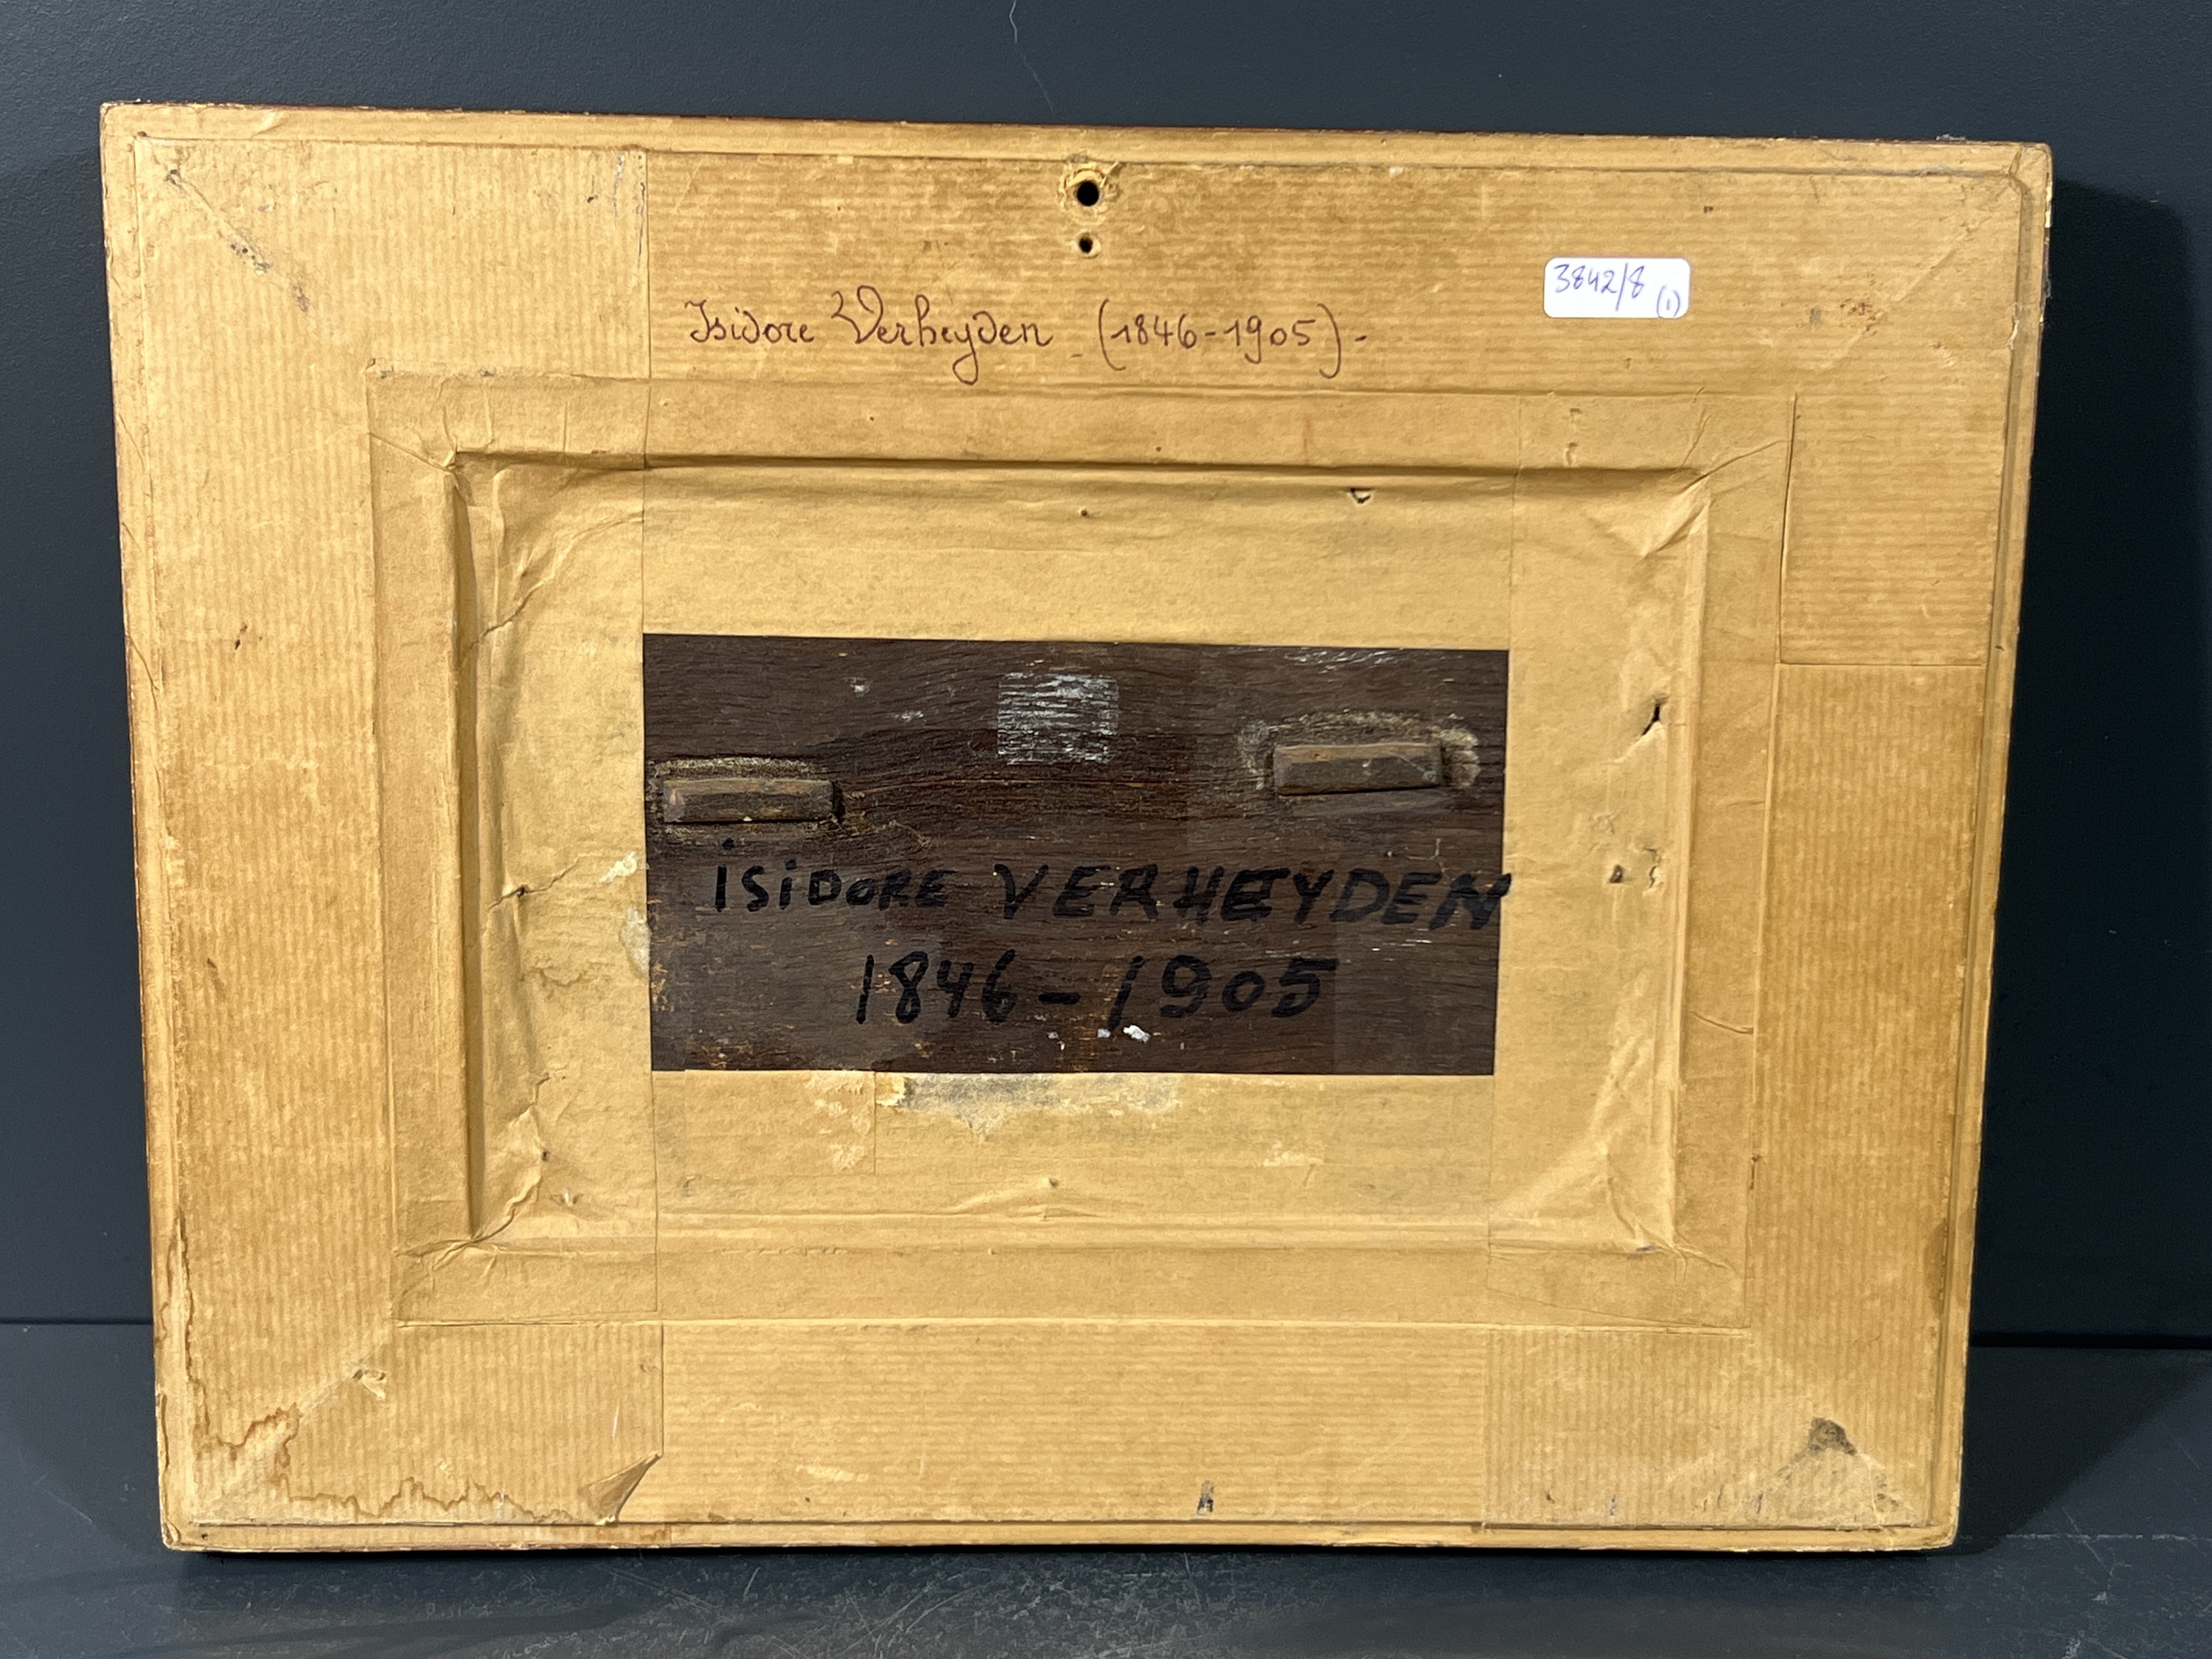 3842/8 (1)
Isidore Verheyden - (1846-1905)-
iSiDORE VERHEYDEN
1846-1905